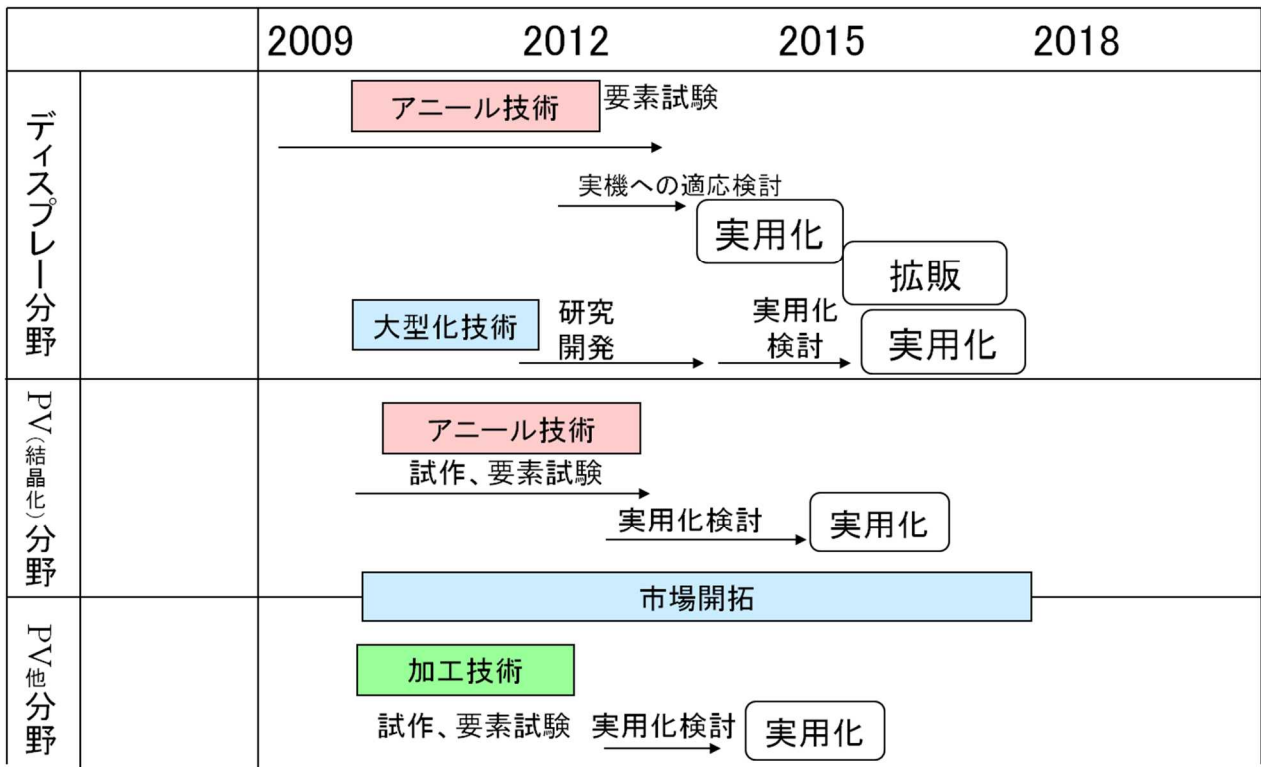 2009 2012 2015 2018
ディスプレー分野
アニール技術 要素試験
実機への適応検討
実用化
拡販
大型化技術
研究
開発
実用化
検討
実用化
PV(結晶化)分野
アニール技術
試作、要素試験
実用化検討
実用化
市場開拓
PV他分野
加工技術
試作、要素試験
実用化検討
実用化